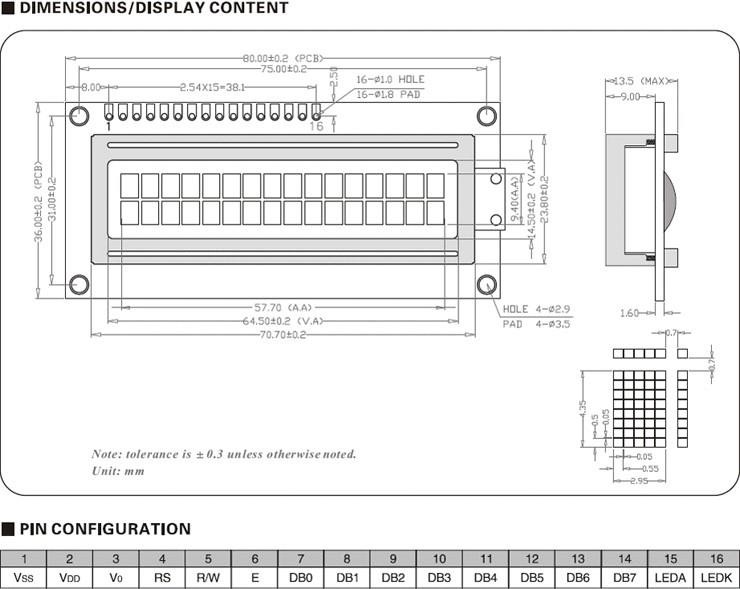 DIMENSIONS/DISPLAY CONTENT
80.00±0.2 (PCB)
75.00±0.2
8.00
2.54X15=38.1
2.50
16-ø1.0 HOLE
16-ø1.8 PAD
1
16
36.00±0.2 (PCB)
31.00±0.2
9.40(A.A)
14.50±0.2 (V.A)
23.80±0.2
57.70 (A.A)
64.50±0.2 (V.A)
70.70±0.2
HOLE 4-ø2.9
PAD 4-ø3.5
13.5 (MAX)
9.00
1.60
0.7
0.7
4.35
0.5
0.05
0.05
0.55
2.95
Note: tolerance is ± 0.3 unless otherwise noted.
Unit: mm
PIN CONFIGURATION
1 2 3 4 5 6 7 8 9 10 11 12 13 14 15 16
VSS VDD V0 RS R/W E DB0 DB1 DB2 DB3 DB4 DB5 DB6 DB7 LEDA LEDK